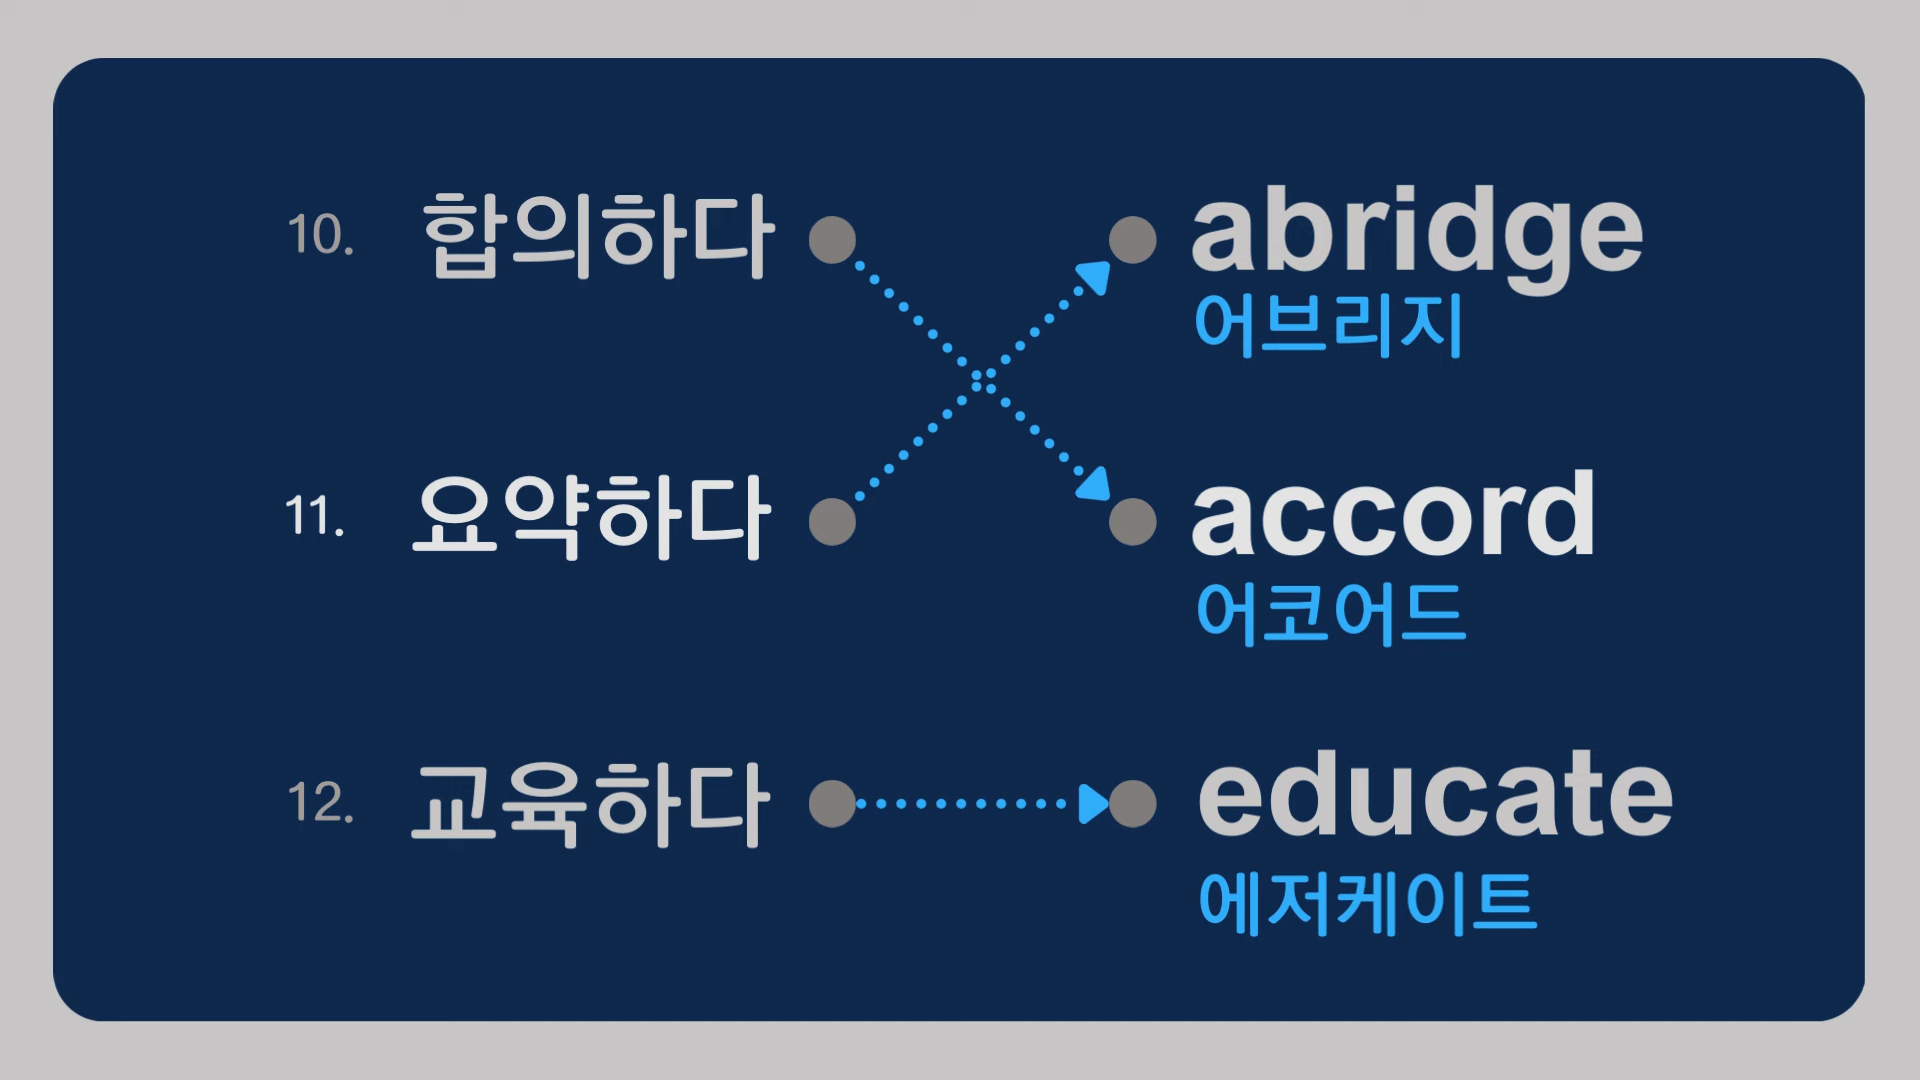 10. 합의하다 abridge
어브리지
11. 요약하다 accord
어코어드
12. 교육하다 educate
에저케이트